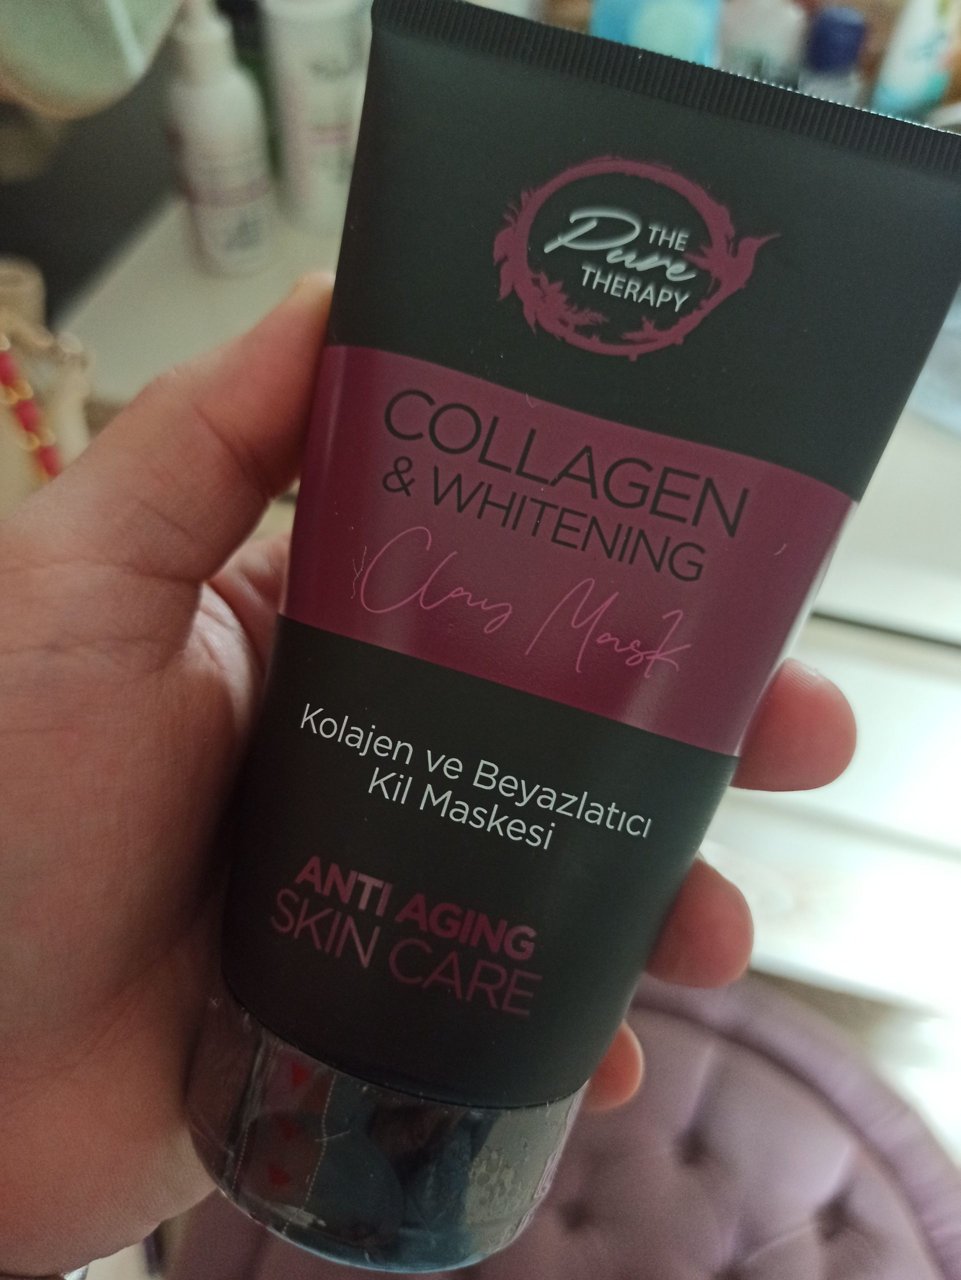 THE
Pure
THERAPY
COLLAGEN
& WHITENING
Clay Mask
Kolajen ve Beyazlatıcı
Kil Maskesi
ANTI AGING
SKIN CARE